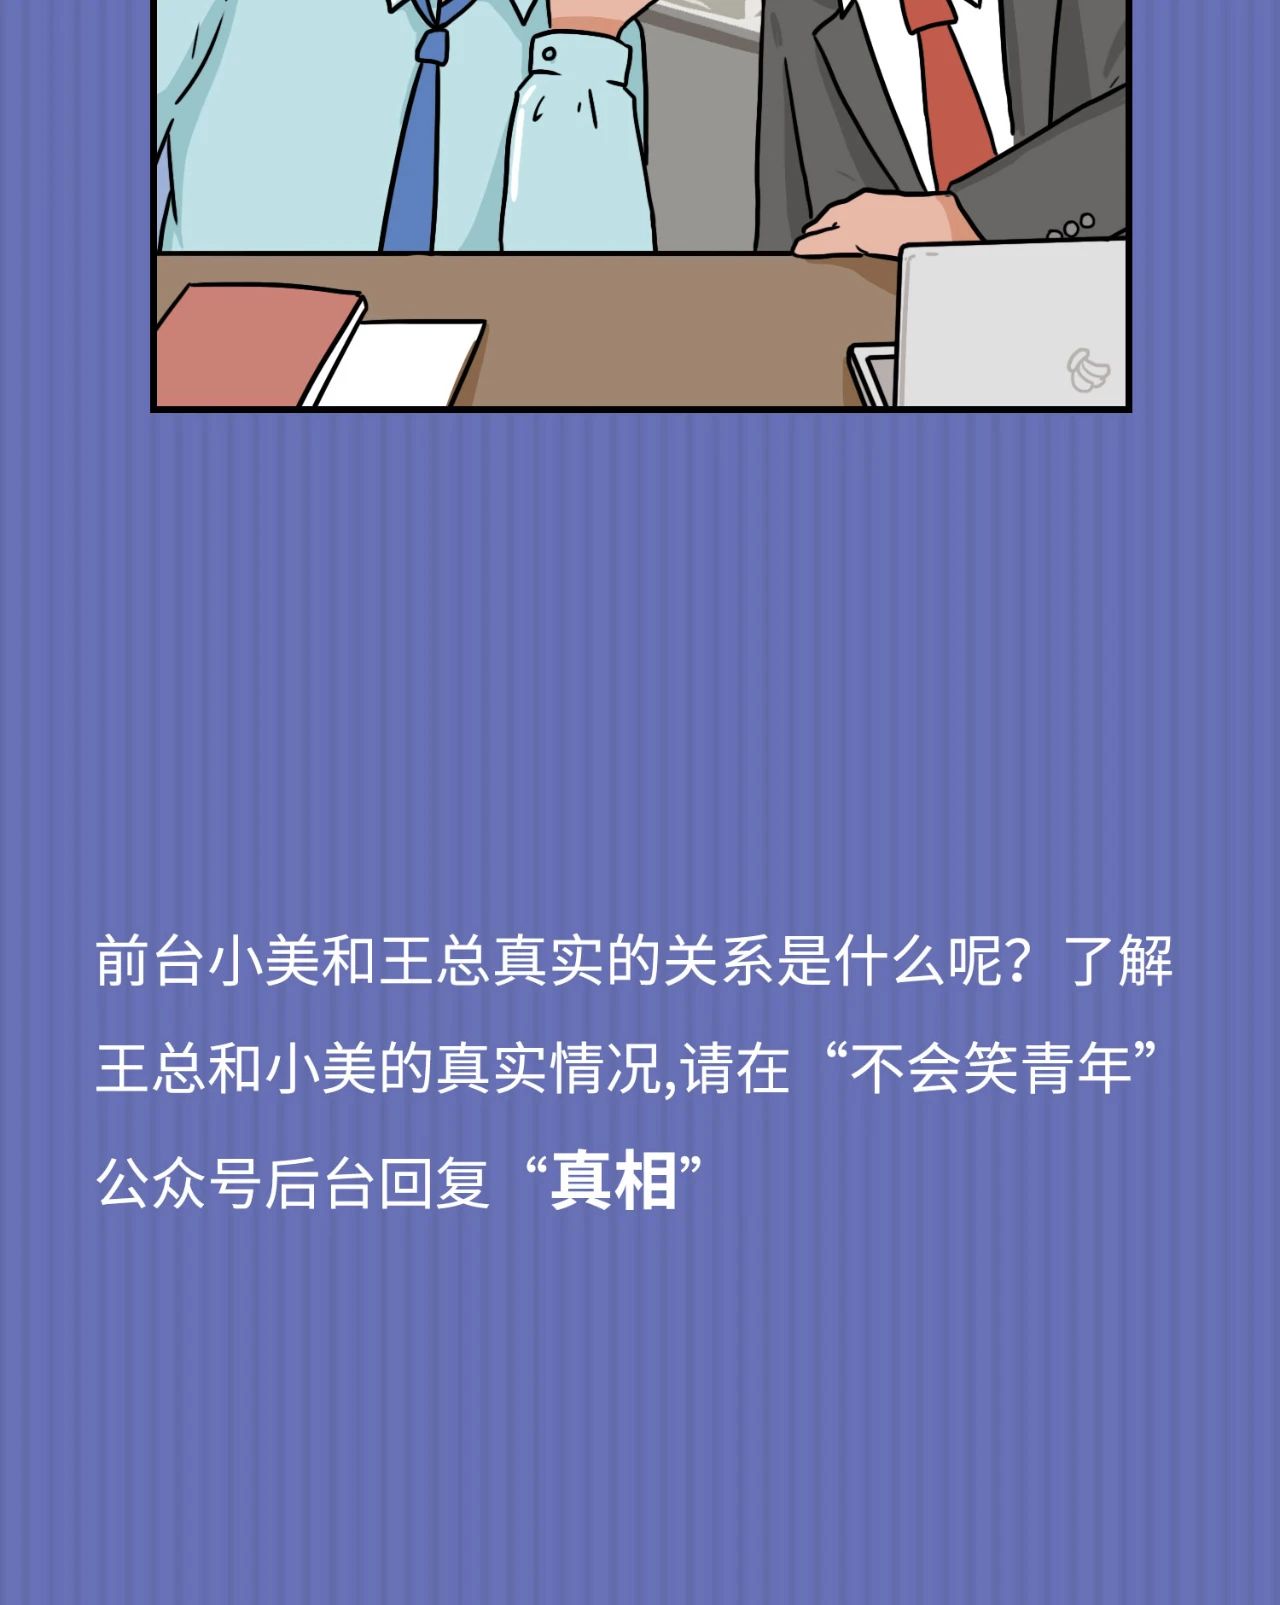 前台小美和王总真实的关系是什么呢？了解
王总和小美的真实情况,请在“不会笑青年”
公众号后台回复“真相”